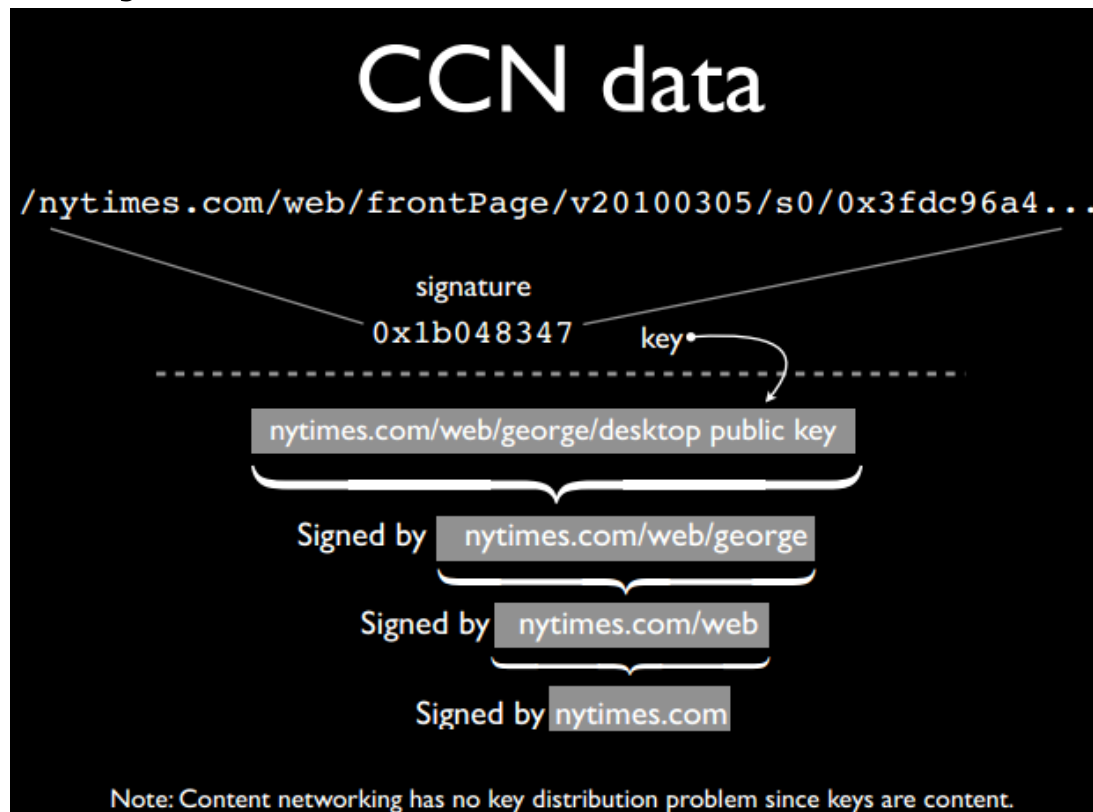 CCN data
/nytimes.com/web/frontPage/v20100305/s0/0x3fdc96a4...
signature
0x1b048347 key
nytimes.com/web/george/desktop public key
Signed by nytimes.com/web/george
Signed by nytimes.com/web
Signed by nytimes.com
Note: Content networking has no key distribution problem since keys are content.